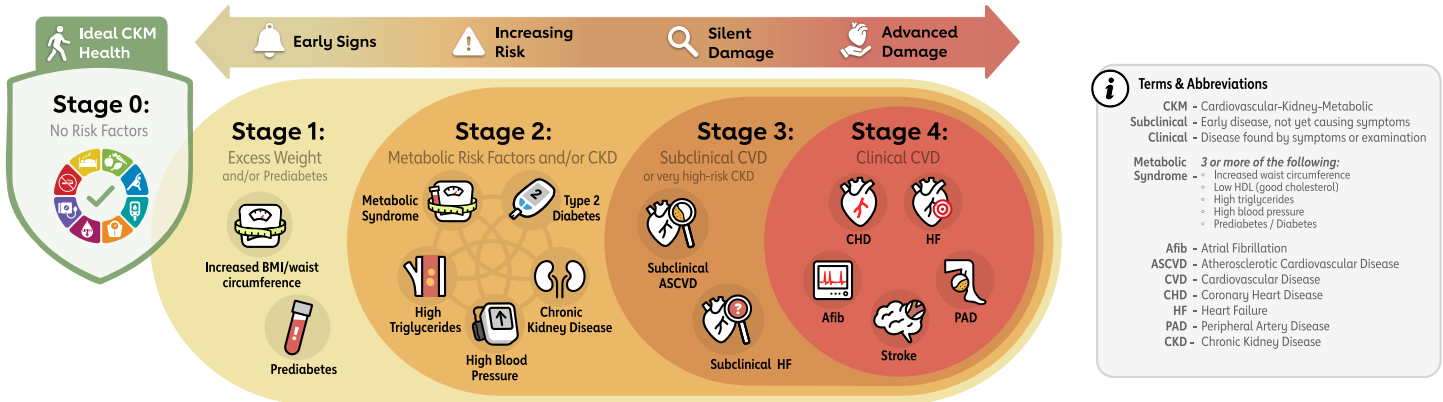 Ideal CKM
Health
Early Signs
Increasing
Risk
Silent
Damage
Advanced
Damage
Stage 0:
No Risk Factors
Stage 1:
Excess Weight
and/or Prediabetes
Increased BMI/waist
circumference
Prediabetes
Stage 2:
Metabolic Risk Factors and/or CKD
Metabolic
Syndrome
2
Type 2
Diabetes
High
Triglycerides
Chronic
Kidney Disease
High Blood
Pressure
Stage 3:
Subclinical CVD
or very high-risk CKD
Subclinical
ASCVD
?
Subclinical HF
Stage 4:
Clinical CVD
CHD
HF
Afib
PAD
Stroke
i
Terms & Abbreviations
CKM - Cardiovascular-Kidney-Metabolic
Subclinical - Early disease, not yet causing symptoms
Clinical - Disease found by symptoms or examination
Metabolic Syndrome - 3 or more of the following:
◦ Increased waist circumference
◦ Low HDL (good cholesterol)
◦ High triglycerides
◦ High blood pressure
◦ Prediabetes / Diabetes
Afib - Atrial Fibrillation
ASCVD - Atherosclerotic Cardiovascular Disease
CVD - Cardiovascular Disease
CHD - Coronary Heart Disease
HF - Heart Failure
PAD - Peripheral Artery Disease
CKD - Chronic Kidney Disease